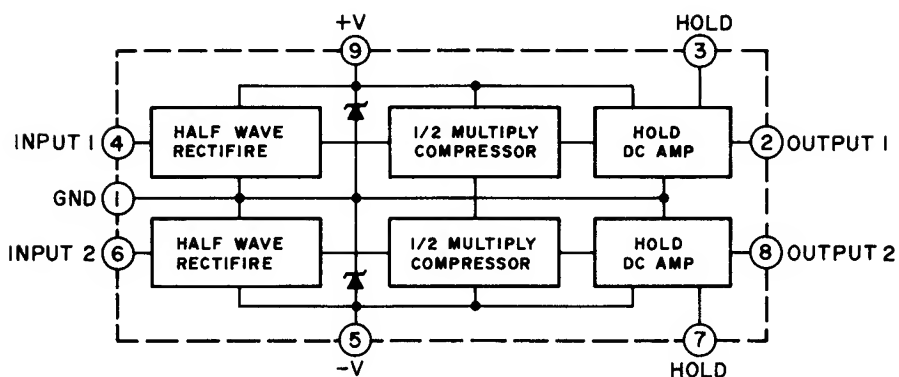 +V
HOLD
9
3
INPUT 1
4
HALF WAVE
RECTIFIRE
1/2 MULTIPLY
COMPRESSOR
HOLD
DC AMP
2
OUTPUT 1
GND
1
INPUT 2
6
HALF WAVE
RECTIFIRE
1/2 MULTIPLY
COMPRESSOR
HOLD
DC AMP
8
OUTPUT 2
5
7
-V
HOLD